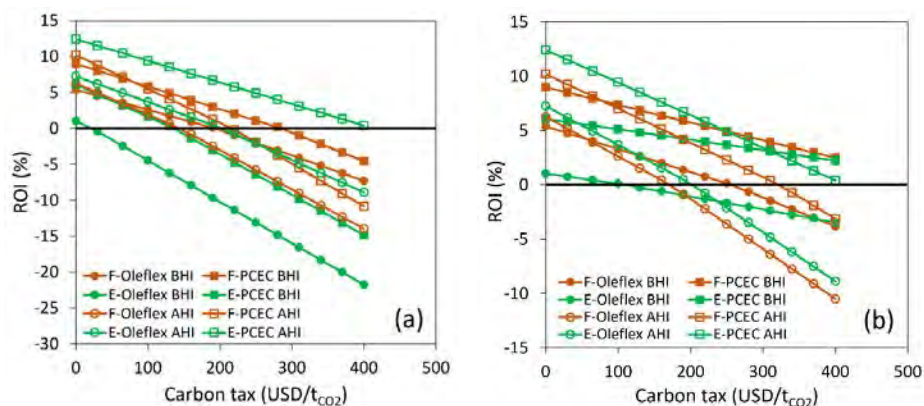 15
10
5
0
-5
-10
-15
-20
-25
-30
ROI (%)
F-Oleflex BHI F-PCEC BHI
E-Oleflex BHI E-PCEC BHI
F-Oleflex AHI F-PCEC AHI
E-Oleflex AHI E-PCEC AHI
(a)
0 100 200 300 400 500
Carbon tax (USD/tCO2)
15
10
5
0
-5
-10
-15
ROI (%)
F-Oleflex BHI F-PCEC BHI
E-Oleflex BHI E-PCEC BHI
F-Oleflex AHI F-PCEC AHI
E-Oleflex AHI E-PCEC AHI
(b)
0 100 200 300 400 500
Carbon tax (USD/tCO2)